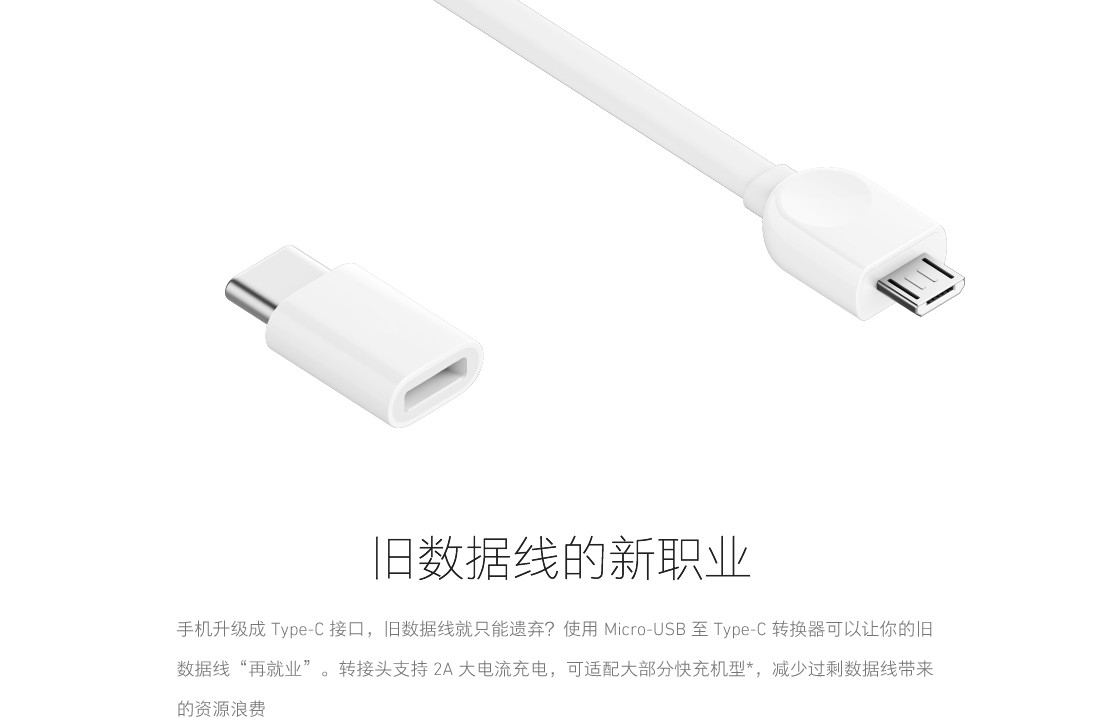 旧数据线的新职业
手机升级成 Type-C 接口，旧数据线就只能遗弃？使用 Micro-USB 至 Type-C 转换器可以让你的旧
数据线“再就业”。转接头支持 2A 大电流充电，可适配大部分快充机型*，减少过剩数据线带来
的资源浪费